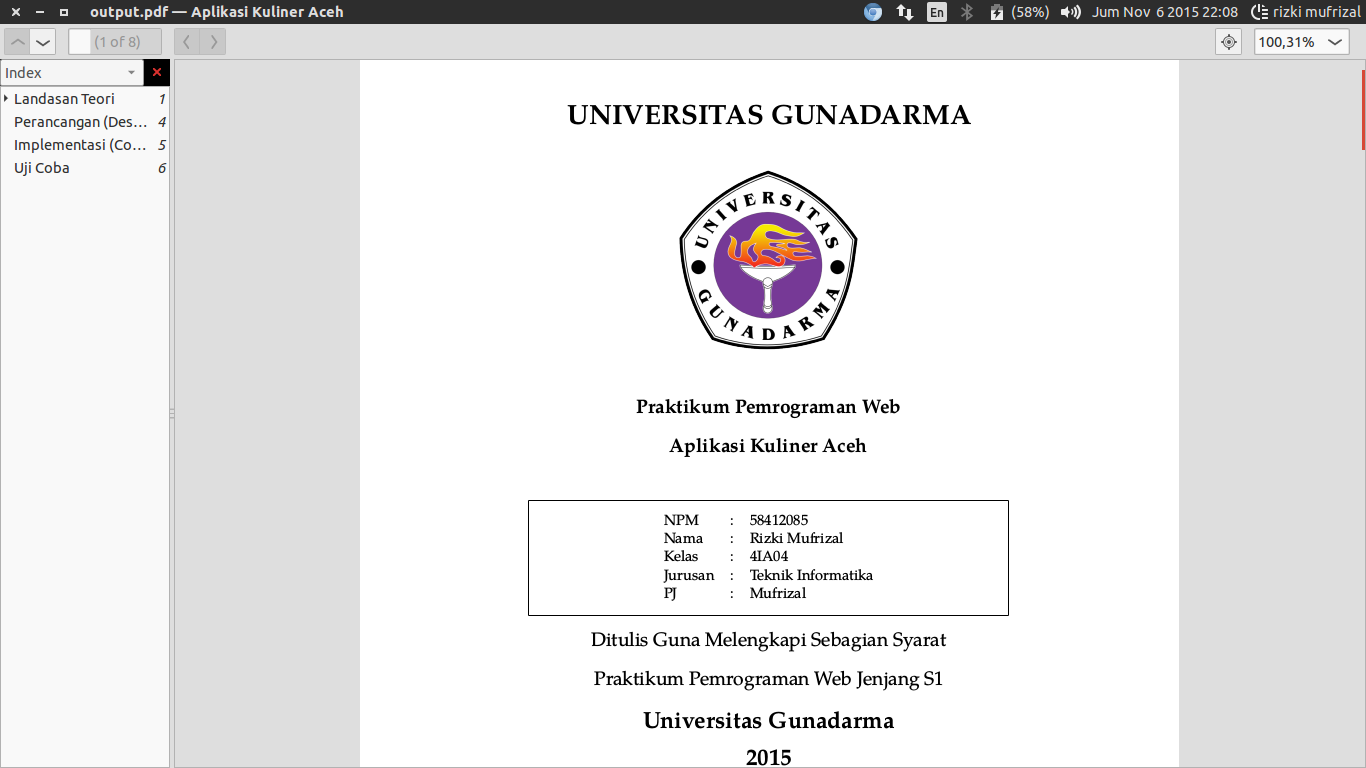 output.pdf — Aplikasi Kuliner Aceh
En (58%) Jum Nov 6 2015 22:08 rizki mufrizal
(1 of 8)
100,31%
Index
Landasan Teori 1
Perancangan (Des... 4
Implementasi (Co... 5
Uji Coba 6
UNIVERSITAS GUNADARMA
UNIVERSITAS
GUNADARMA
Praktikum Pemrograman Web
Aplikasi Kuliner Aceh
NPM : 58412085
Nama : Rizki Mufrizal
Kelas : 4IA04
Jurusan : Teknik Informatika
PJ : Mufrizal
Ditulis Guna Melengkapi Sebagian Syarat
Praktikum Pemrograman Web Jenjang S1
Universitas Gunadarma
2015